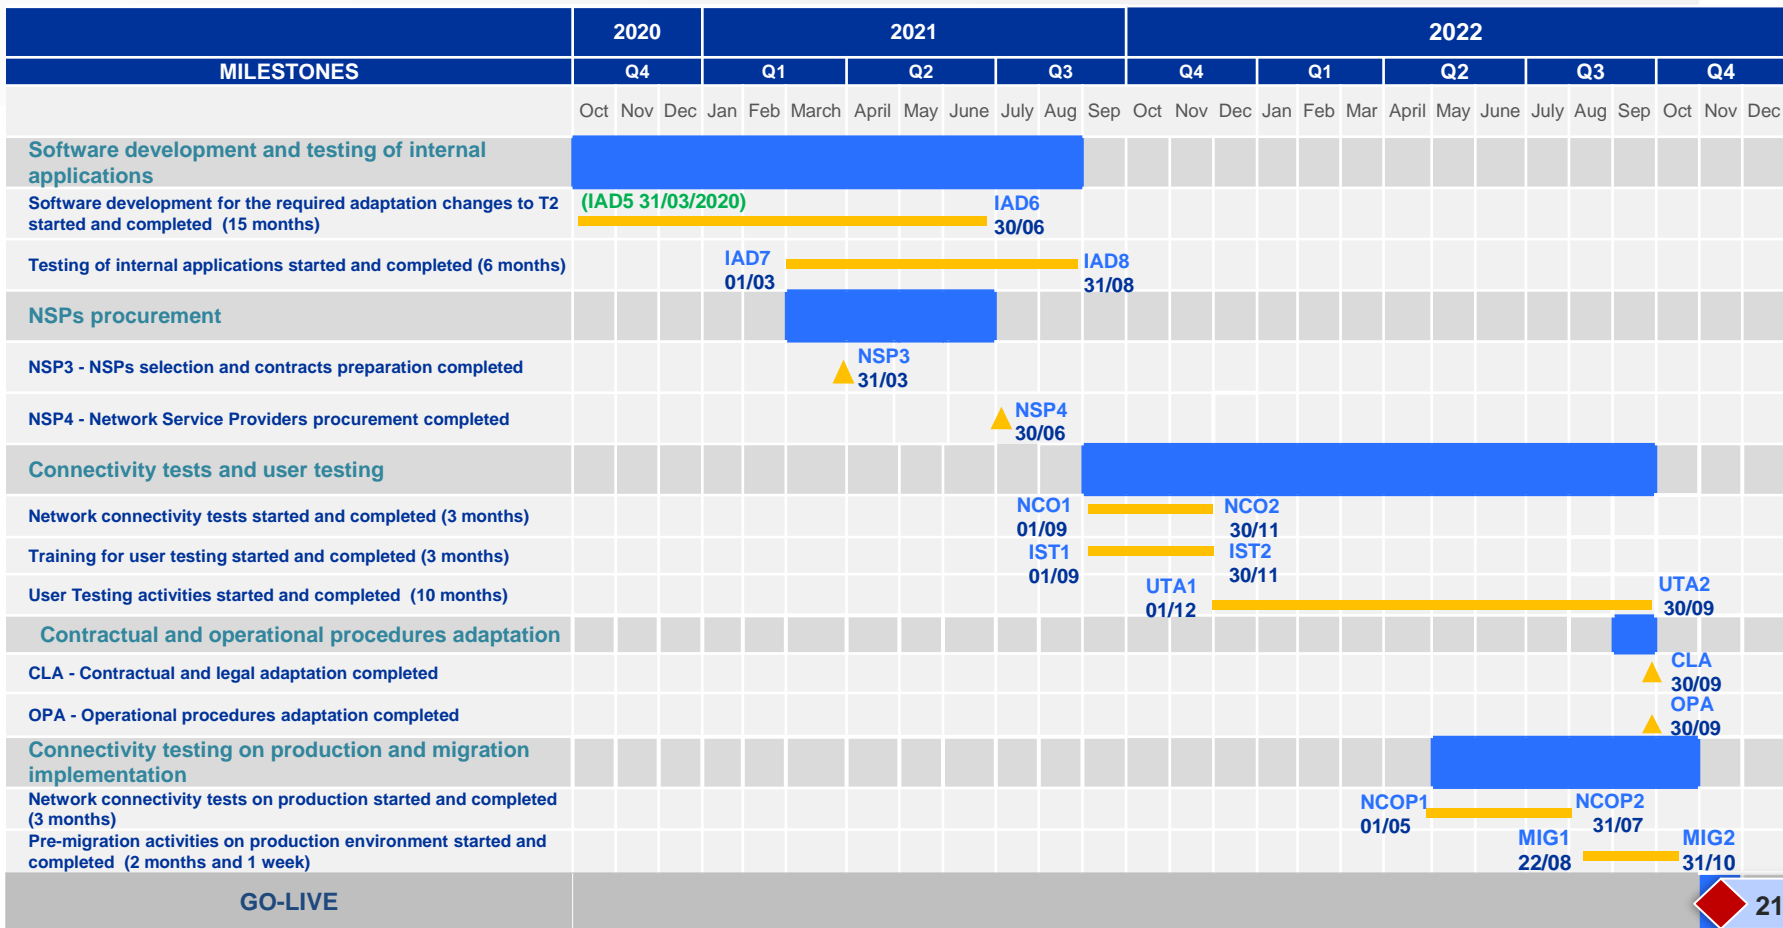 2020 2021 2022
MILESTONES Q4 Q1 Q2 Q3 Q4 Q1 Q2 Q3 Q4
Oct Nov Dec Jan Feb March April May June July Aug Sep Oct Nov Dec Jan Feb Mar April May June July Aug Sep Oct Nov Dec
Software development and testing of internal
applications
Software development for the required adaptation changes to T2
started and completed (15 months)
(IAD5 31/03/2020)
IAD6
30/06
Testing of internal applications started and completed (6 months)
IAD7
01/03
IAD8
31/08
NSPs procurement
NSP3 - NSPs selection and contracts preparation completed
NSP3
31/03
NSP4 - Network Service Providers procurement completed
NSP4
30/06
Connectivity tests and user testing
Network connectivity tests started and completed (3 months)
NCO1
01/09
NCO2
30/11
Training for user testing started and completed (3 months)
IST1
01/09
IST2
30/11
User Testing activities started and completed (10 months)
UTA1
01/12
UTA2
30/09
Contractual and operational procedures adaptation
CLA - Contractual and legal adaptation completed
CLA
30/09
OPA - Operational procedures adaptation completed
OPA
30/09
Connectivity testing on production and migration
implementation
Network connectivity tests on production started and completed
(3 months)
NCOP1
01/05
NCOP2
31/07
Pre-migration activities on production environment started and
completed (2 months and 1 week)
MIG1
22/08
MIG2
31/10
GO-LIVE
21